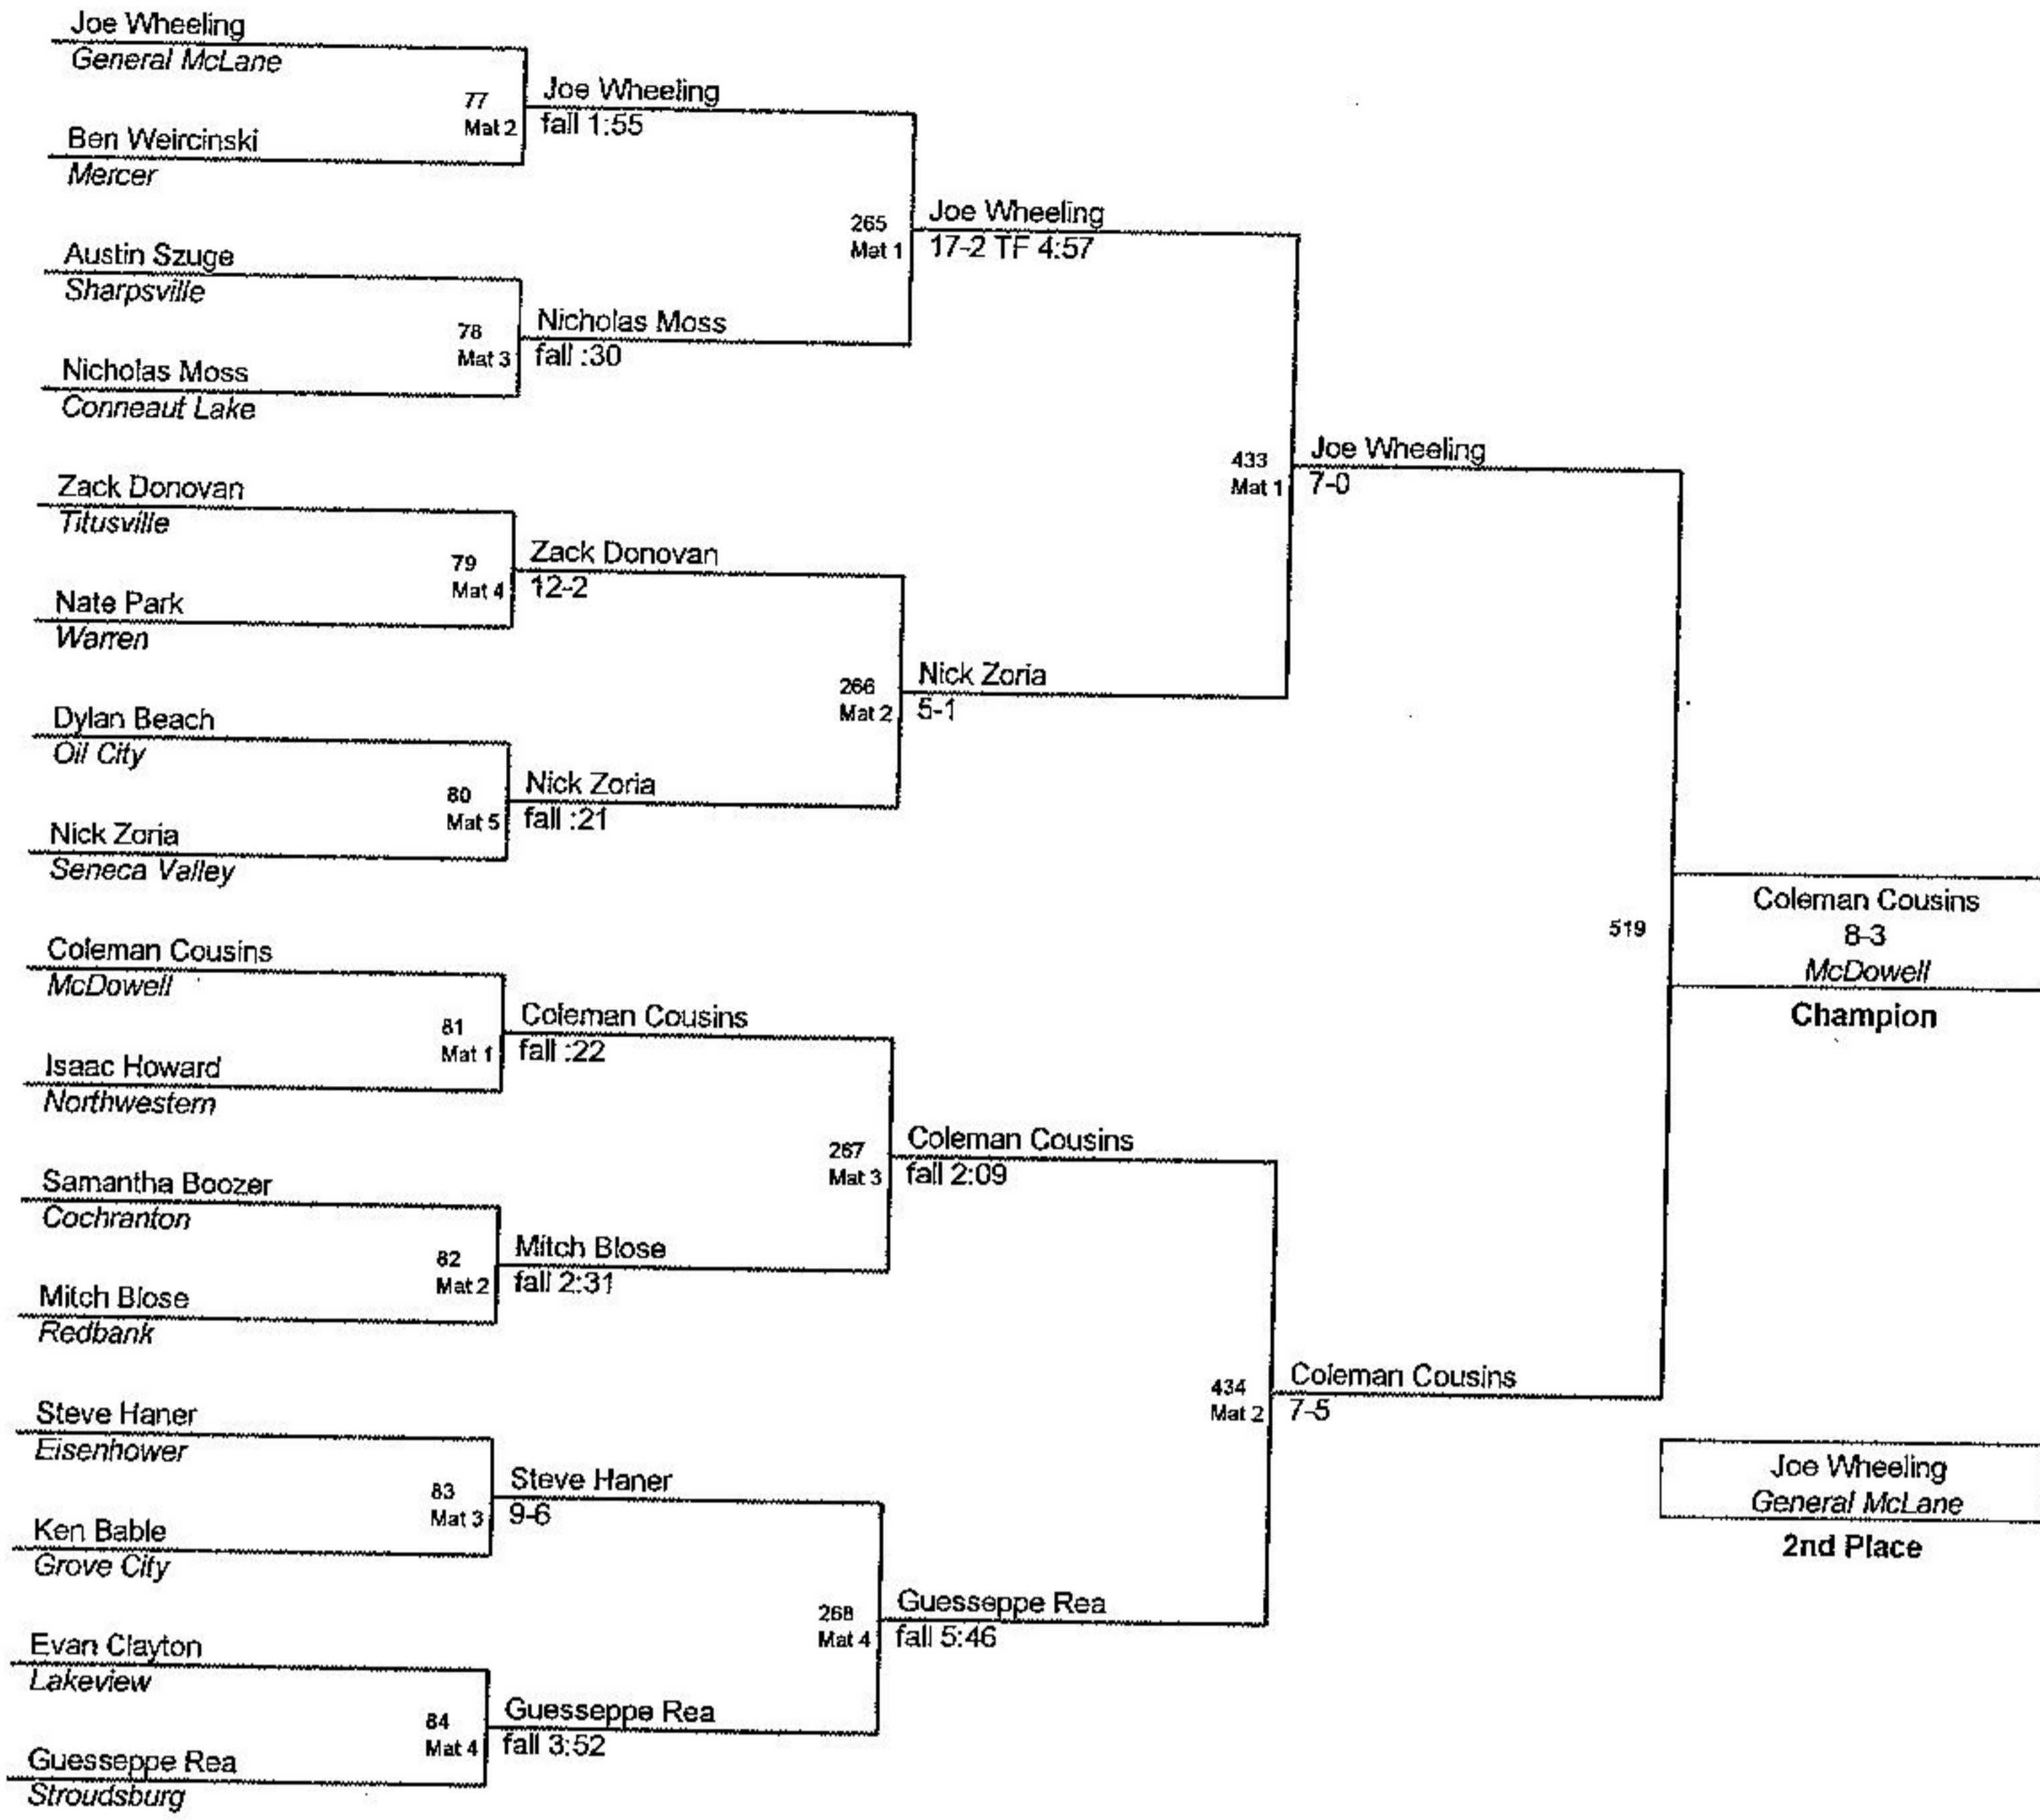 Joe Wheeling
General McLane
77
Mat 2
Joe Wheeling
fall 1:55
Ben Weircinski
Mercer
265
Mat 1
Joe Wheeling
17-2 TF 4:57
Austin Szuge
Sharpsville
78
Mat 3
Nicholas Moss
fall :30
Nicholas Moss
Conneaut Lake
433
Mat 1
Joe Wheeling
7-0
Zack Donovan
Titusville
79
Mat 4
Zack Donovan
12-2
Nate Park
Warren
266
Mat 2
Nick Zoria
5-1
Dylan Beach
Oil City
80
Mat 5
Nick Zoria
fall :21
Nick Zoria
Seneca Valley
519
Coleman Cousins
8-3
McDowell
Champion
Coleman Cousins
McDowell
81
Mat 1
Coleman Cousins
fall :22
Isaac Howard
Northwestern
267
Mat 3
Coleman Cousins
fall 2:09
Samantha Boozer
Cochranton
82
Mat 2
Mitch Blose
fall 2:31
Mitch Blose
Redbank
434
Mat 2
Coleman Cousins
7-5
Steve Haner
Eisenhower
83
Mat 3
Steve Haner
9-6
Ken Bable
Grove City
Joe Wheeling
General McLane
2nd Place
268
Mat 4
Guesseppe Rea
fall 5:46
Evan Clayton
Lakeview
84
Mat 4
Guesseppe Rea
fall 3:52
Guesseppe Rea
Stroudsburg